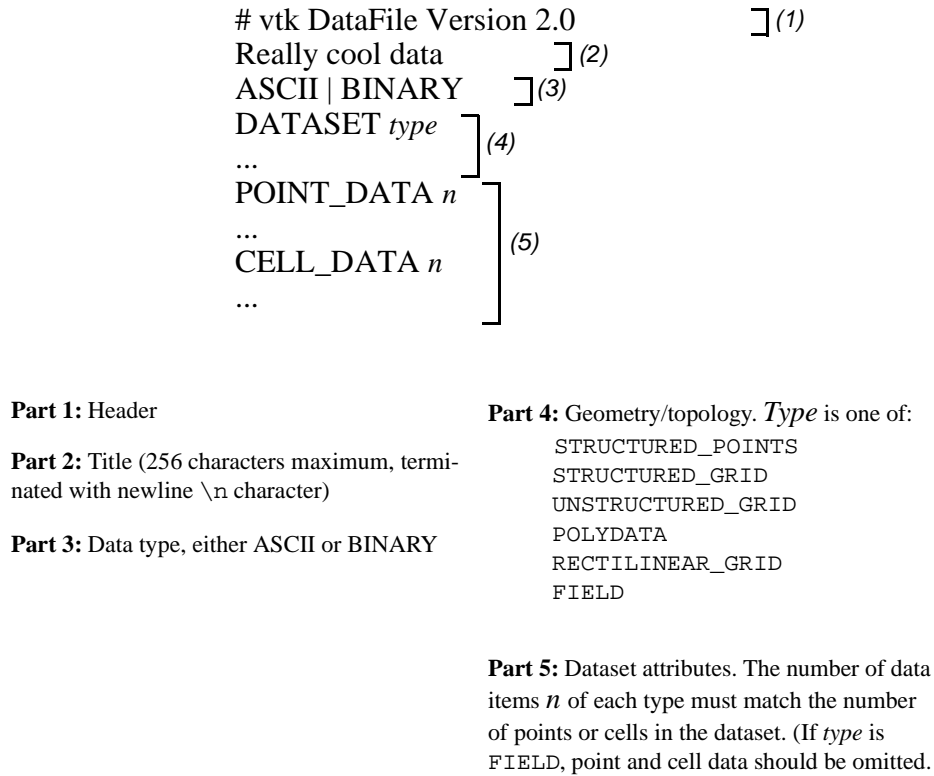 # vtk DataFile Version 2.0 (1)
Really cool data (2)
ASCII | BINARY (3)
DATASET type
(4)
...
POINT_DATA n
...
(5)
CELL_DATA n
...
Part 1: Header
Part 2: Title (256 characters maximum, termi-
nated with newline \n character)
Part 3: Data type, either ASCII or BINARY
Part 4: Geometry/topology. Type is one of:
STRUCTURED_POINTS
STRUCTURED_GRID
UNSTRUCTURED_GRID
POLYDATA
RECTILINEAR_GRID
FIELD
Part 5: Dataset attributes. The number of data
items n of each type must match the number
of points or cells in the dataset. (If type is
FIELD, point and cell data should be omitted.